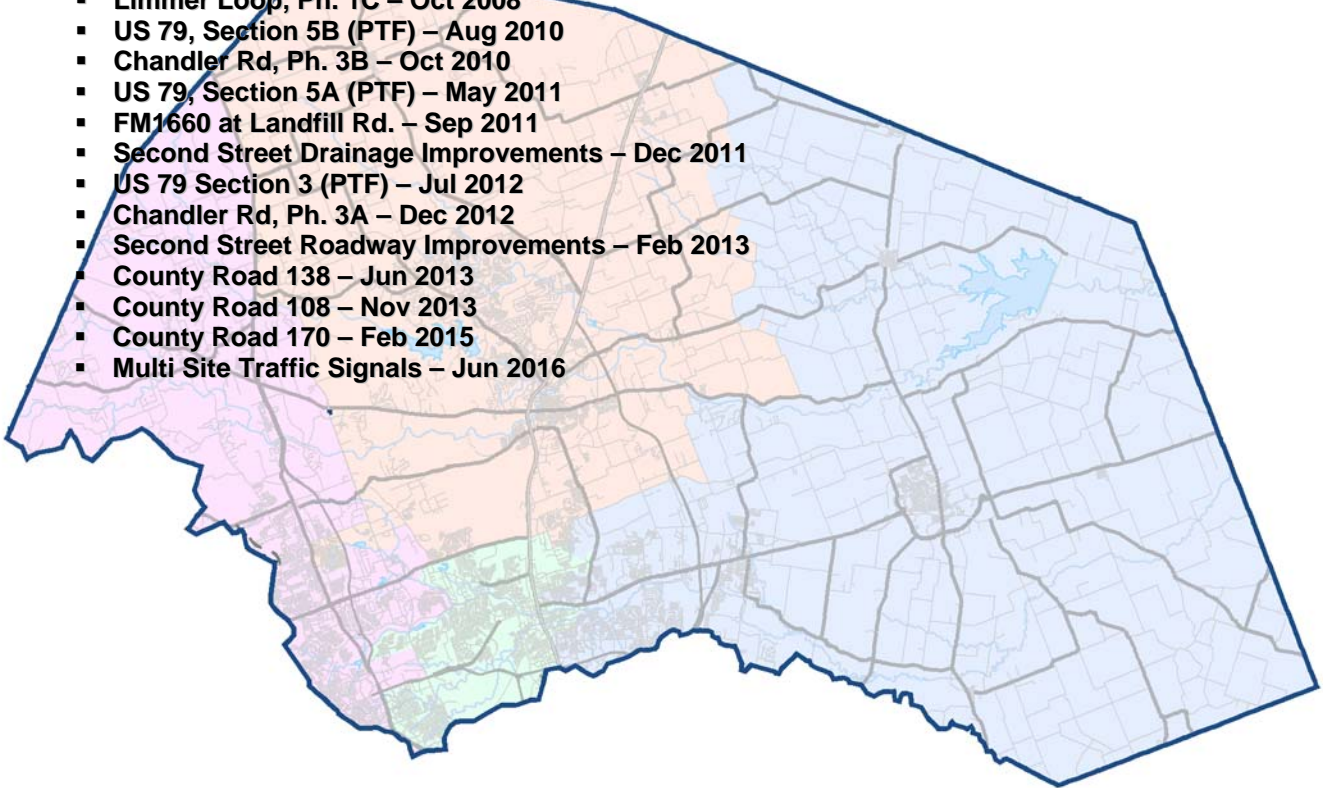 ▪ Limmer Loop, Ph. 1C – Oct 2008
▪ US 79, Section 5B (PTF) – Aug 2010
▪ Chandler Rd, Ph. 3B – Oct 2010
▪ US 79, Section 5A (PTF) – May 2011
▪ FM1660 at Landfill Rd. – Sep 2011
▪ Second Street Drainage Improvements – Dec 2011
▪ US 79 Section 3 (PTF) – Jul 2012
▪ Chandler Rd, Ph. 3A – Dec 2012
▪ Second Street Roadway Improvements – Feb 2013
▪ County Road 138 – Jun 2013
▪ County Road 108 – Nov 2013
▪ County Road 170 – Feb 2015
▪ Multi Site Traffic Signals – Jun 2016